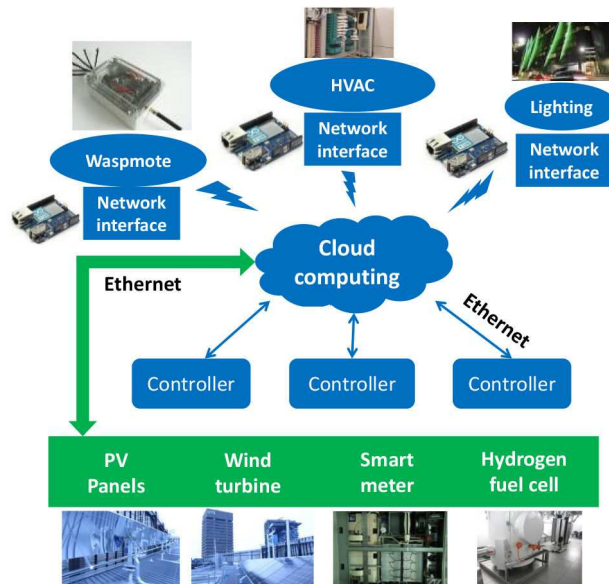 HVAC
Lighting
Waspmote
Network
interface
Network
interface
Network
interface
Cloud
computing
Ethernet
Ethernet
Controller
Controller
Controller
PV
Panels
Wind
turbine
Smart
meter
Hydrogen
fuel cell